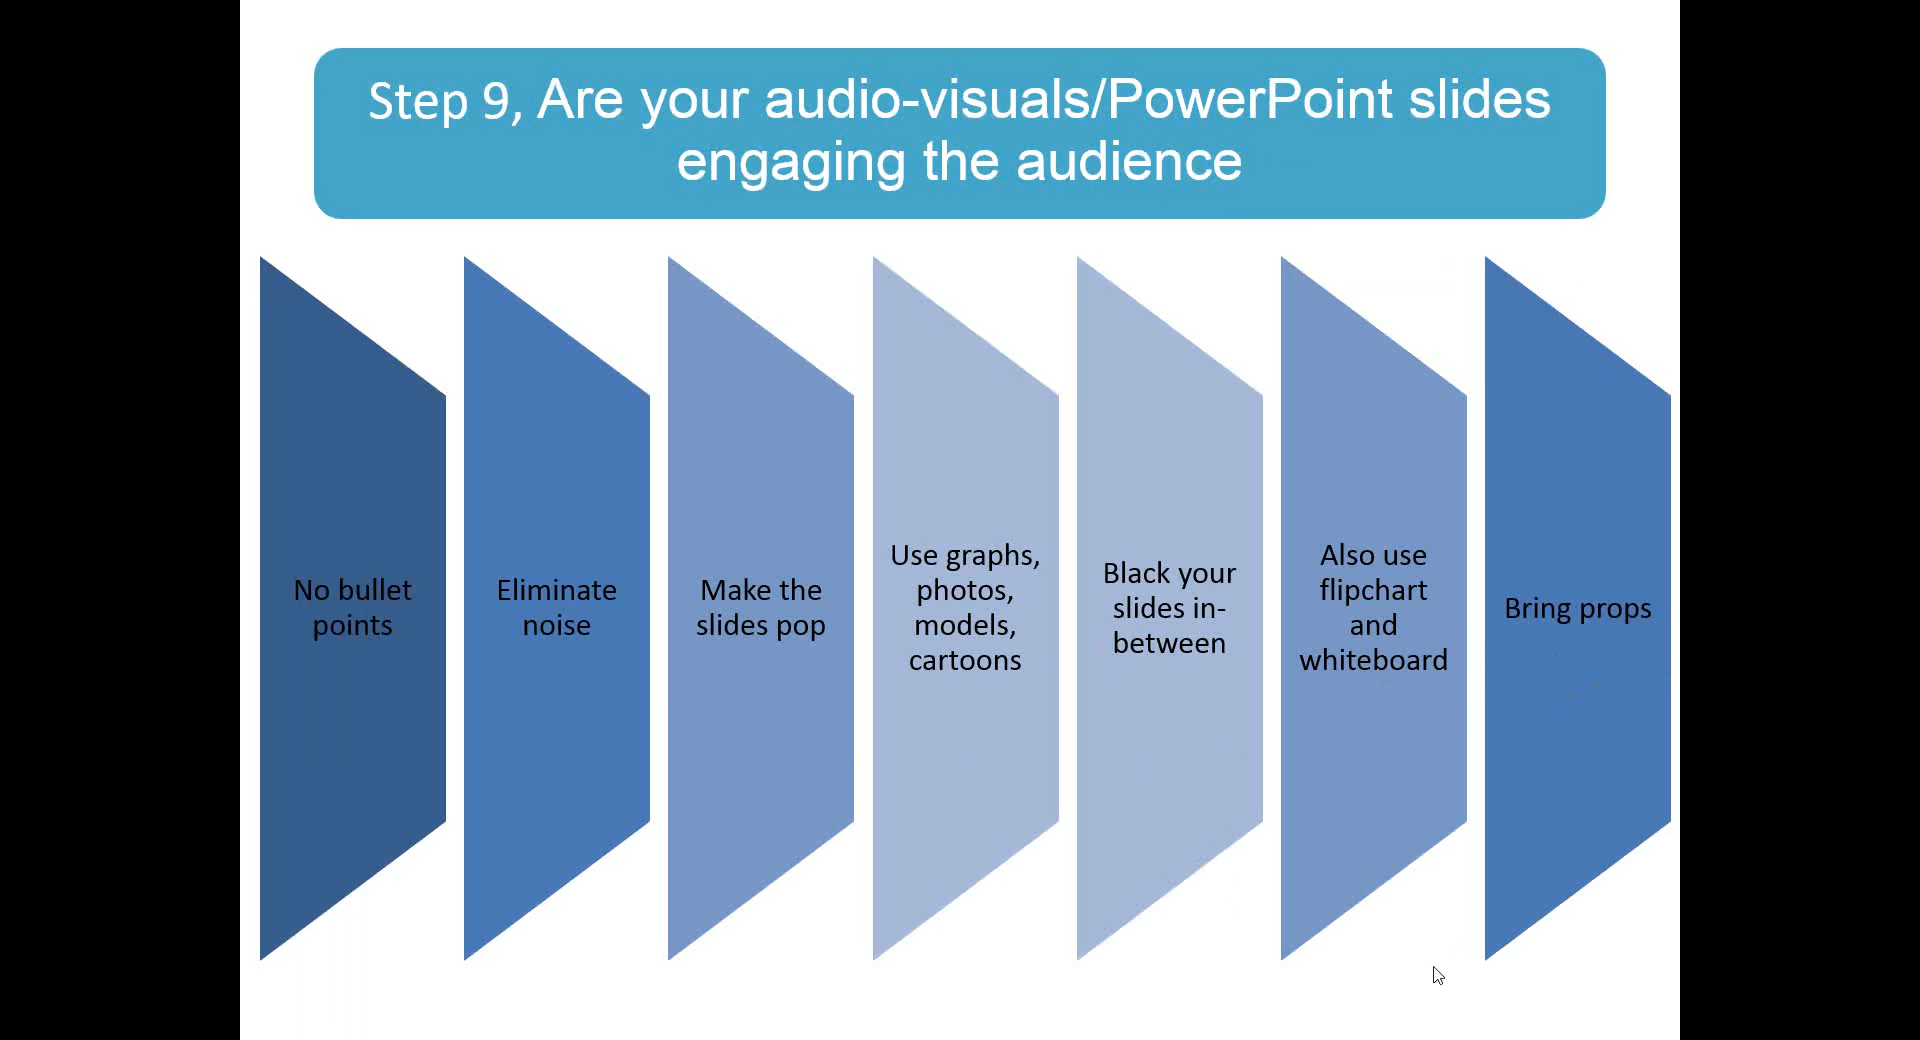 Step 9, Are your audio-visuals/PowerPoint slides
engaging the audience
No bullet
points
Eliminate
noise
Make the
slides pop
Use graphs,
photos,
models,
cartoons
Black your
slides in-
between
Also use
flipchart
and
whiteboard
Bring props